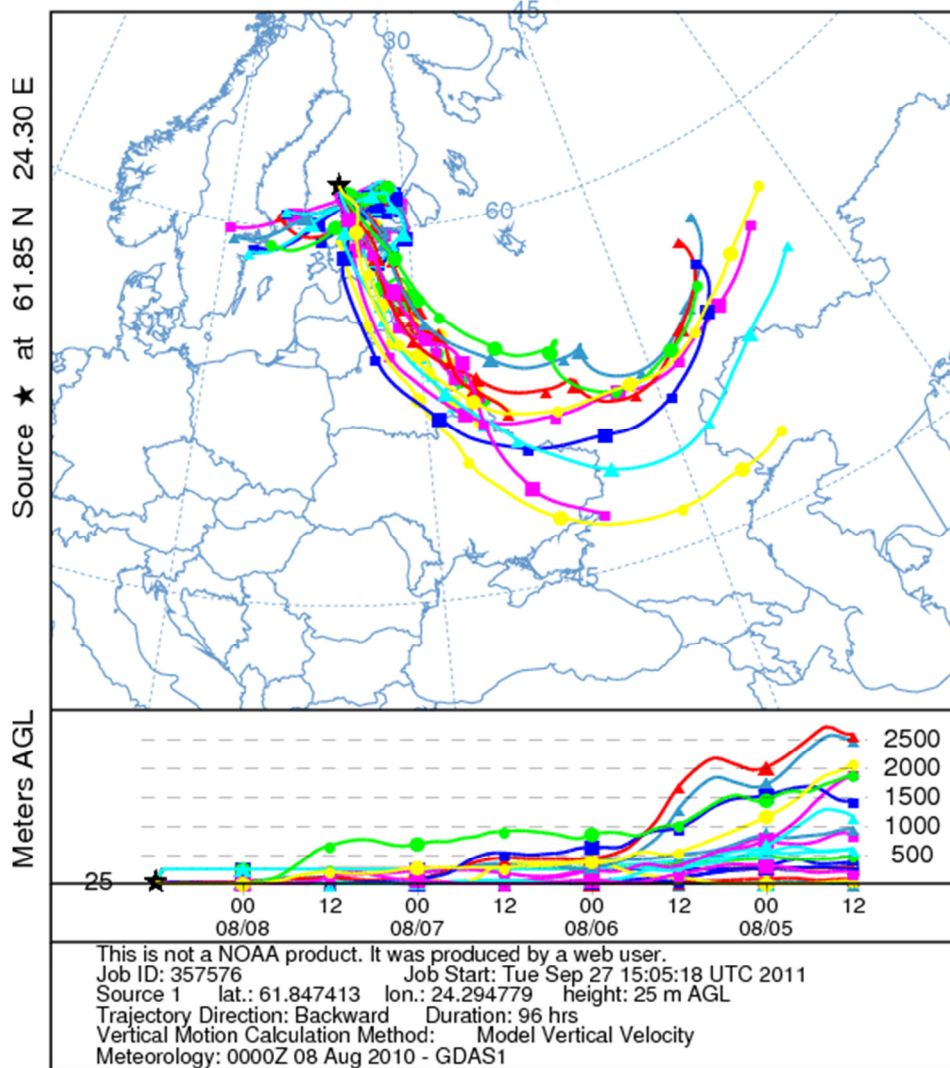 45
30
60
Source ★ at 61.85 N 24.30 E
Meters AGL
2500
2000
1500
1000
500
25
00 12 00 12 00 12 00 12
08/08 08/07 08/06 08/05
This is not a NOAA product. It was produced by a web user.
Job ID: 357576 Job Start: Tue Sep 27 15:05:18 UTC 2011
Source 1 lat.: 61.847413 lon.: 24.294779 height: 25 m AGL
Trajectory Direction: Backward Duration: 96 hrs
Vertical Motion Calculation Method: Model Vertical Velocity
Meteorology: 0000Z 08 Aug 2010 - GDAS1